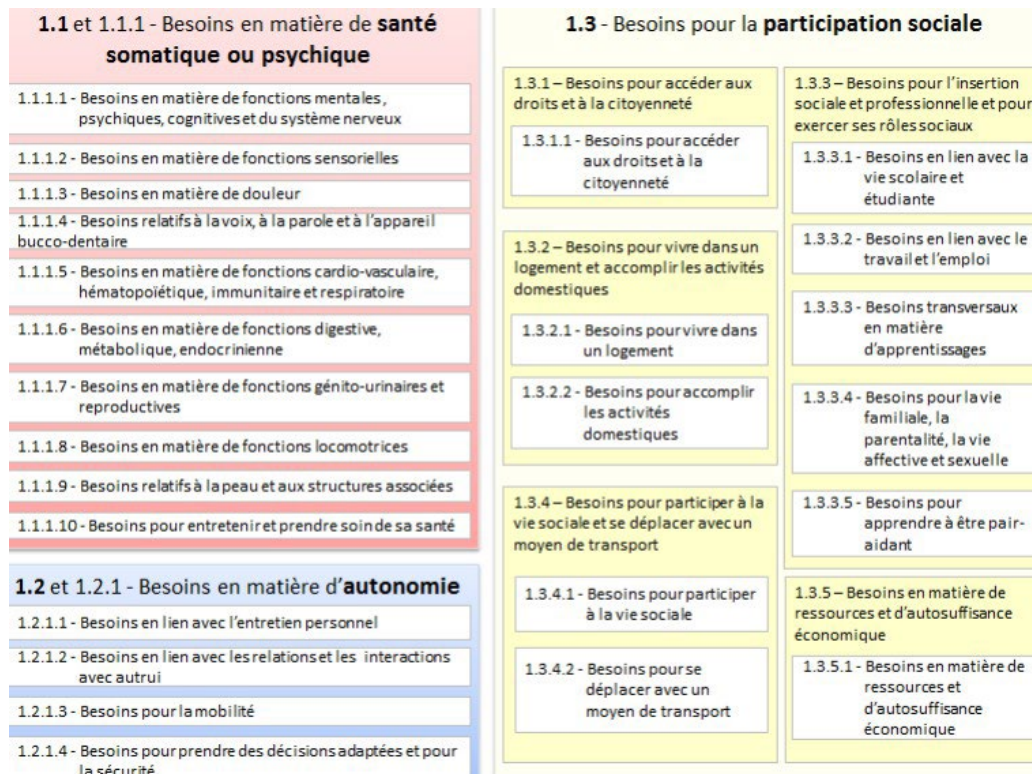 1.1 et 1.1.1 - Besoins en matière de santé
somatique ou psychique
1.1.1.1 - Besoins en matière de fonctions mentales,
psychiques, cognitives et du système nerveux
1.1.1.2 - Besoins en matière de fonctions sensorielles
1.1.1.3 - Besoins en matière de douleur
1.1.1.4 - Besoins relatifs à la voix, à la parole et à l'appareil
bucco-dentaire
1.1.1.5 - Besoins en matière de fonctions cardio-vasculaire,
hématopoïétique, immunitaire et respiratoire
1.1.1.6 - Besoins en matière de fonctions digestive,
métabolique, endocrinienne
1.1.1.7 - Besoins en matière de fonctions génito-urinaires et
reproductives
1.1.1.8 - Besoins en matière de fonctions locomotrices
1.1.1.9 - Besoins relatifs à la peau et aux structures associées
1.1.1.10 - Besoins pour entretenir et prendre soin de sa santé
1.2 et 1.2.1 - Besoins en matière d'autonomie
1.2.1.1 - Besoins en lien avec l'entretien personnel
1.2.1.2 - Besoins en lien avec les relations et les interactions
avec autrui
1.2.1.3 - Besoins pour la mobilité
1.2.1.4 - Besoins pour prendre des décisions adaptées et pour
la sécurité
1.3 - Besoins pour la participation sociale
1.3.1 – Besoins pour accéder aux
droits et à la citoyenneté
1.3.1.1 - Besoins pour accéder
aux droits et à la
citoyenneté
1.3.2 – Besoins pour vivre dans un
logement et accomplir les activités
domestiques
1.3.2.1 - Besoins pour vivre dans
un logement
1.3.2.2 - Besoins pour accomplir
les activités
domestiques
1.3.4 – Besoins pour participer à la
vie sociale et se déplacer avec un
moyen de transport
1.3.4.1 - Besoins pour participer
à la vie sociale
1.3.4.2 - Besoins pour se
déplacer avec un
moyen de transport
1.3.3 – Besoins pour l'insertion
sociale et professionnelle et pour
exercer ses rôles sociaux
1.3.3.1 - Besoins en lien avec la
vie scolaire et
étudiante
1.3.3.2 - Besoins en lien avec le
travail et l'emploi
1.3.3.3 - Besoins transversaux
en matière
d'apprentissages
1.3.3.4 - Besoins pour la vie
familiale, la
parentalité, la vie
affective et sexuelle
1.3.3.5 - Besoins pour
apprendre à être pair-
aidant
1.3.5 – Besoins en matière de
ressources et d'autosuffisance
économique
1.3.5.1 - Besoins en matière de
ressources et
d'autosuffisance
économique